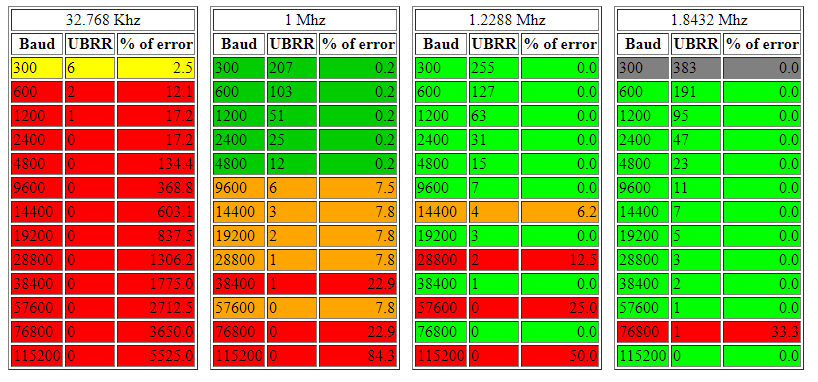 32.768 Khz
Baud UBRR % of error
300 6 2.5
600 2 12.1
1200 1 17.2
2400 0 17.2
4800 0 134.4
9600 0 368.8
14400 0 603.1
19200 0 837.5
28800 0 1306.2
38400 0 1775.0
57600 0 2712.5
76800 0 3650.0
115200 0 5525.0
1 Mhz
Baud UBRR % of error
300 207 0.2
600 103 0.2
1200 51 0.2
2400 25 0.2
4800 12 0.2
9600 6 7.5
14400 3 7.8
19200 2 7.8
28800 1 7.8
38400 1 22.9
57600 0 7.8
76800 0 22.9
115200 0 84.3
1.2288 Mhz
Baud UBRR % of error
300 255 0.0
600 127 0.0
1200 63 0.0
2400 31 0.0
4800 15 0.0
9600 7 0.0
14400 4 6.2
19200 3 0.0
28800 2 12.5
38400 1 0.0
57600 0 25.0
76800 0 0.0
115200 0 50.0
1.8432 Mhz
Baud UBRR % of error
300 383 0.0
600 191 0.0
1200 95 0.0
2400 47 0.0
4800 23 0.0
9600 11 0.0
14400 7 0.0
19200 5 0.0
28800 3 0.0
38400 2 0.0
57600 1 0.0
76800 1 33.3
115200 0 0.0